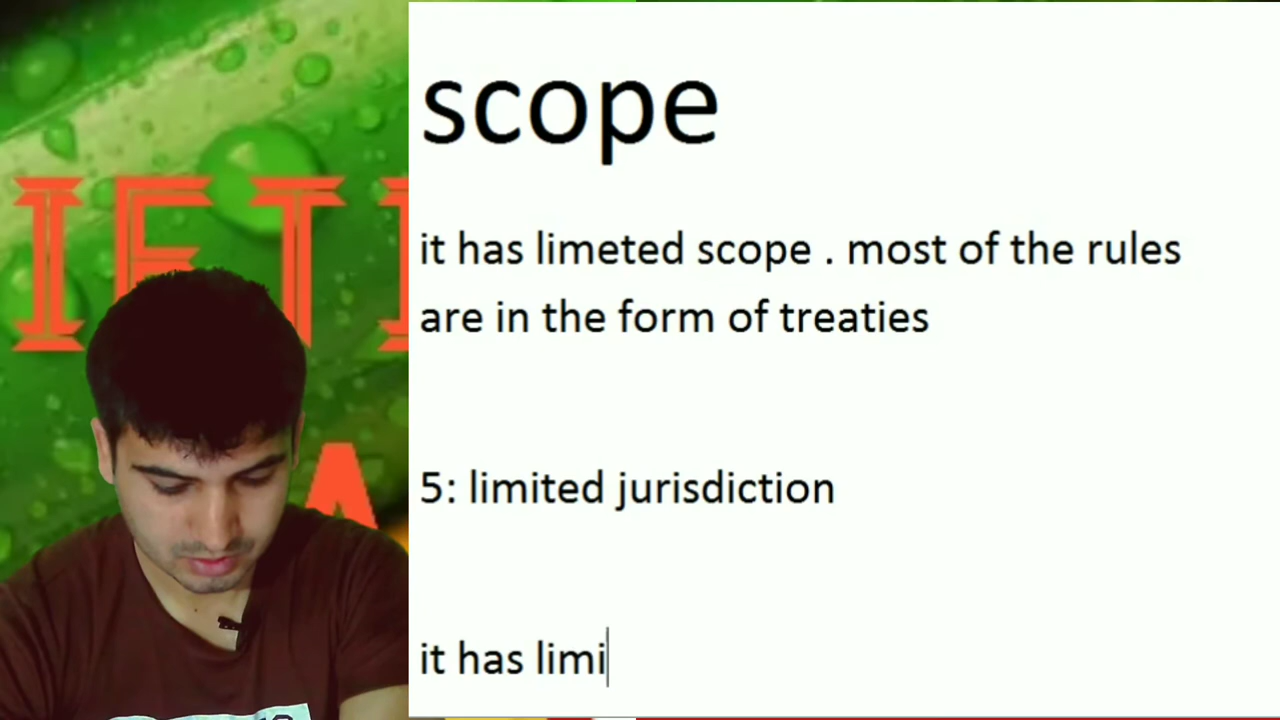 scope
it has limeted scope . most of the rules
are in the form of treaties
5: limited jurisdiction
it has limi